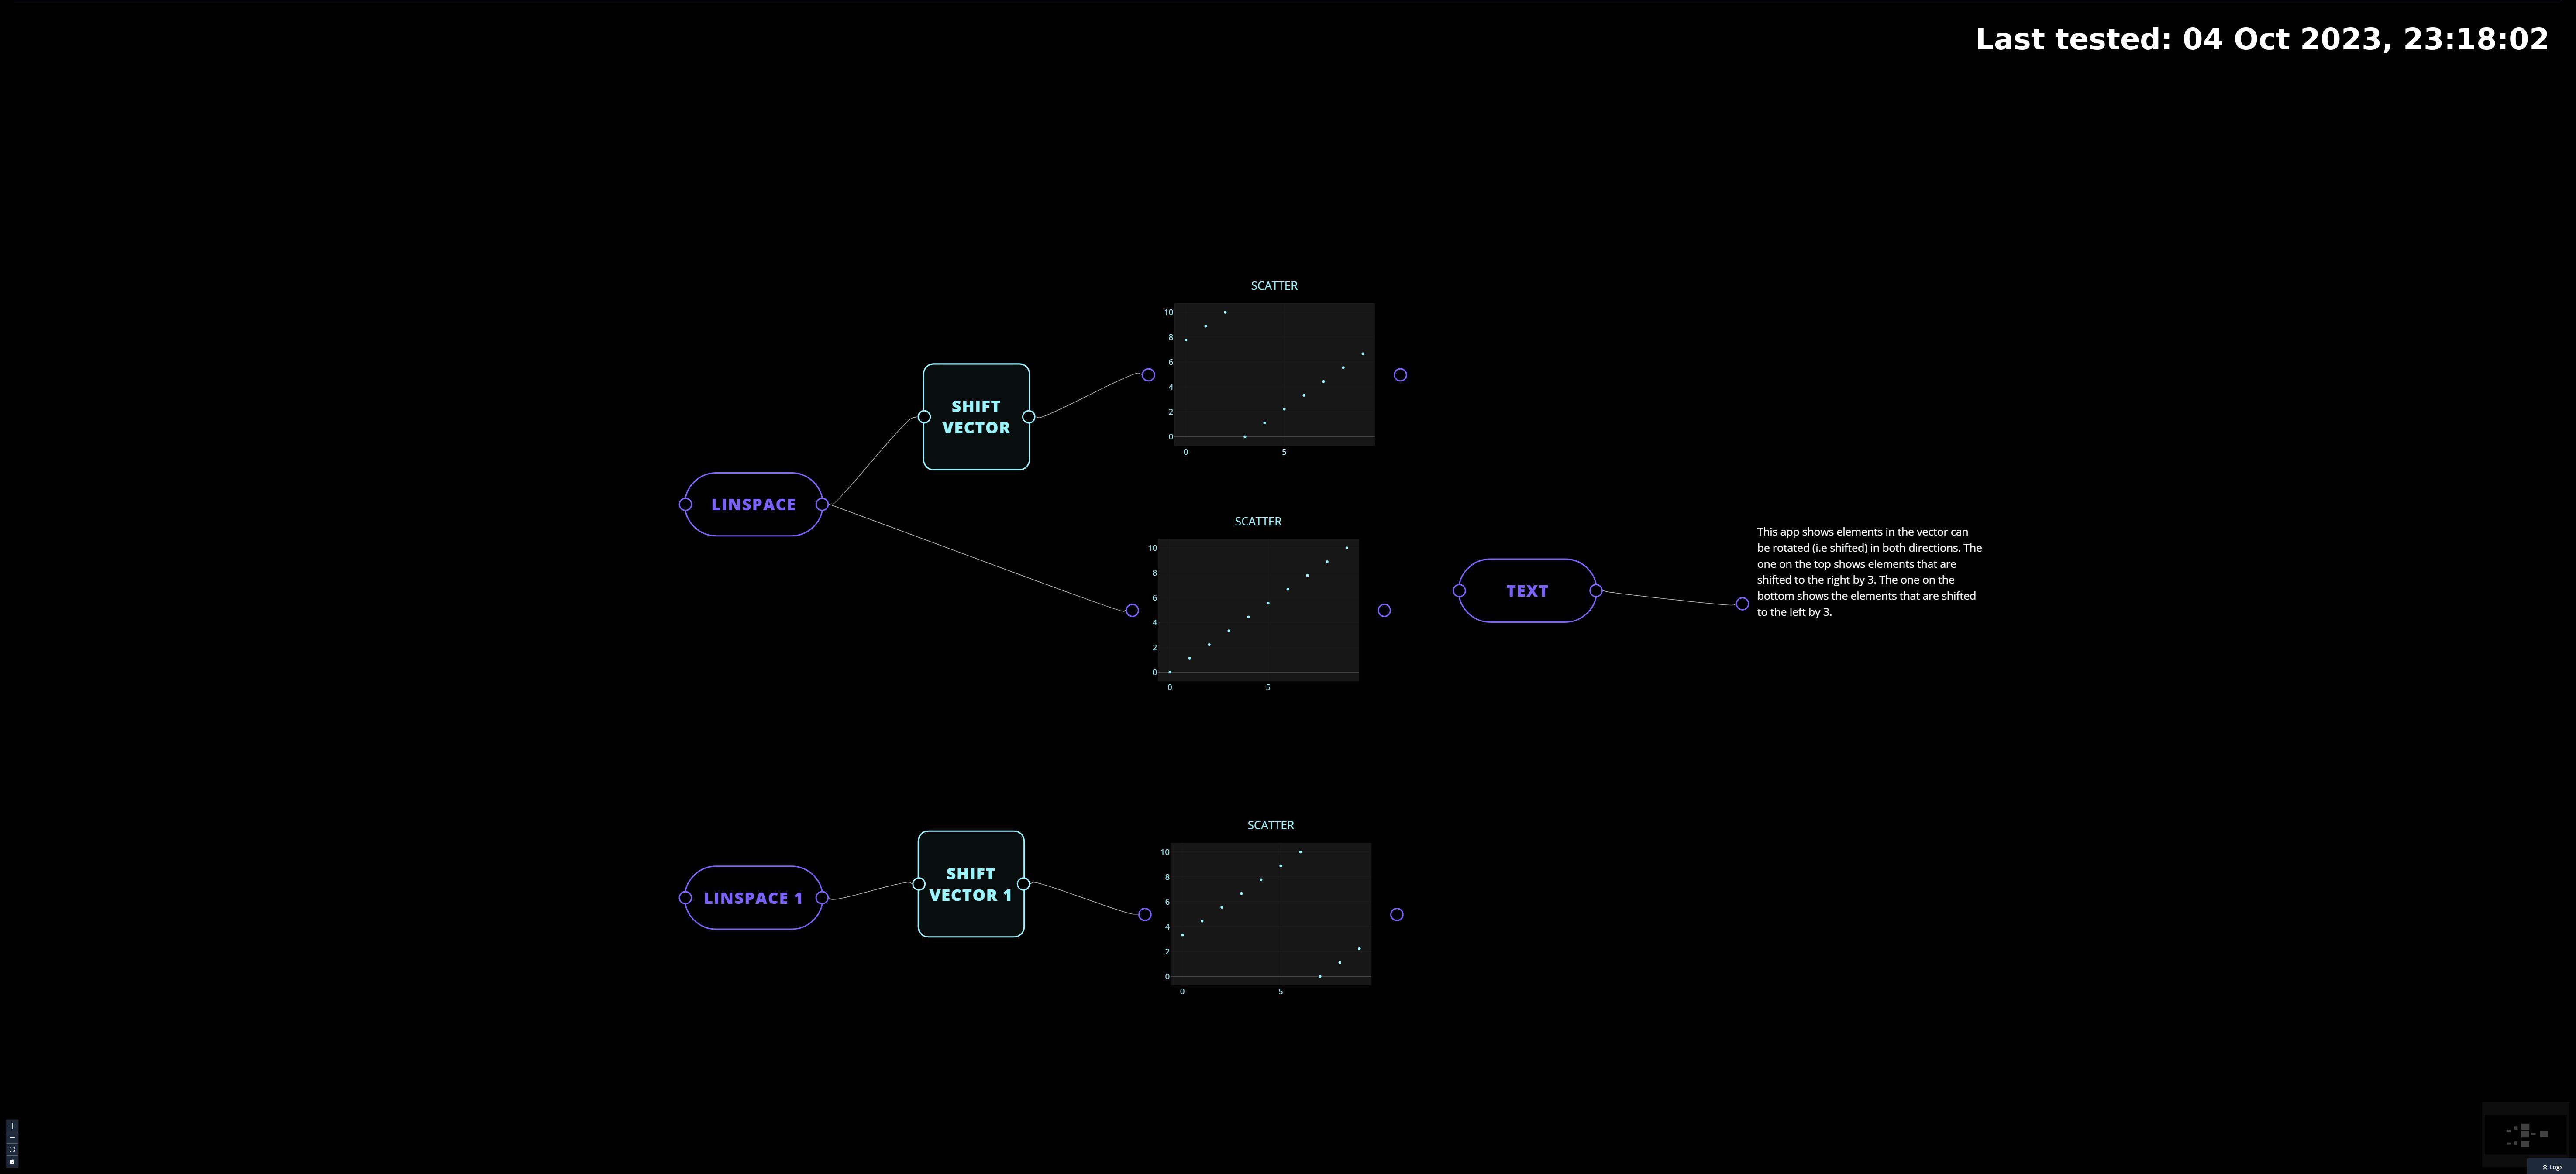 Last tested: 04 Oct 2023, 23:18:02
SCATTER
10
8
6
4
2
0
0 5
SHIFT
VECTOR
LINSPACE
SCATTER
10
8
6
4
2
0
0 5
TEXT
This app shows elements in the vector can
be rotated (i.e shifted) in both directions. The
one on the top shows elements that are
shifted to the right by 3. The one on the
bottom shows the elements that are shifted
to the left by 3.
SCATTER
10
8
6
4
2
0
0 5
SHIFT
VECTOR 1
LINSPACE 1
Logs